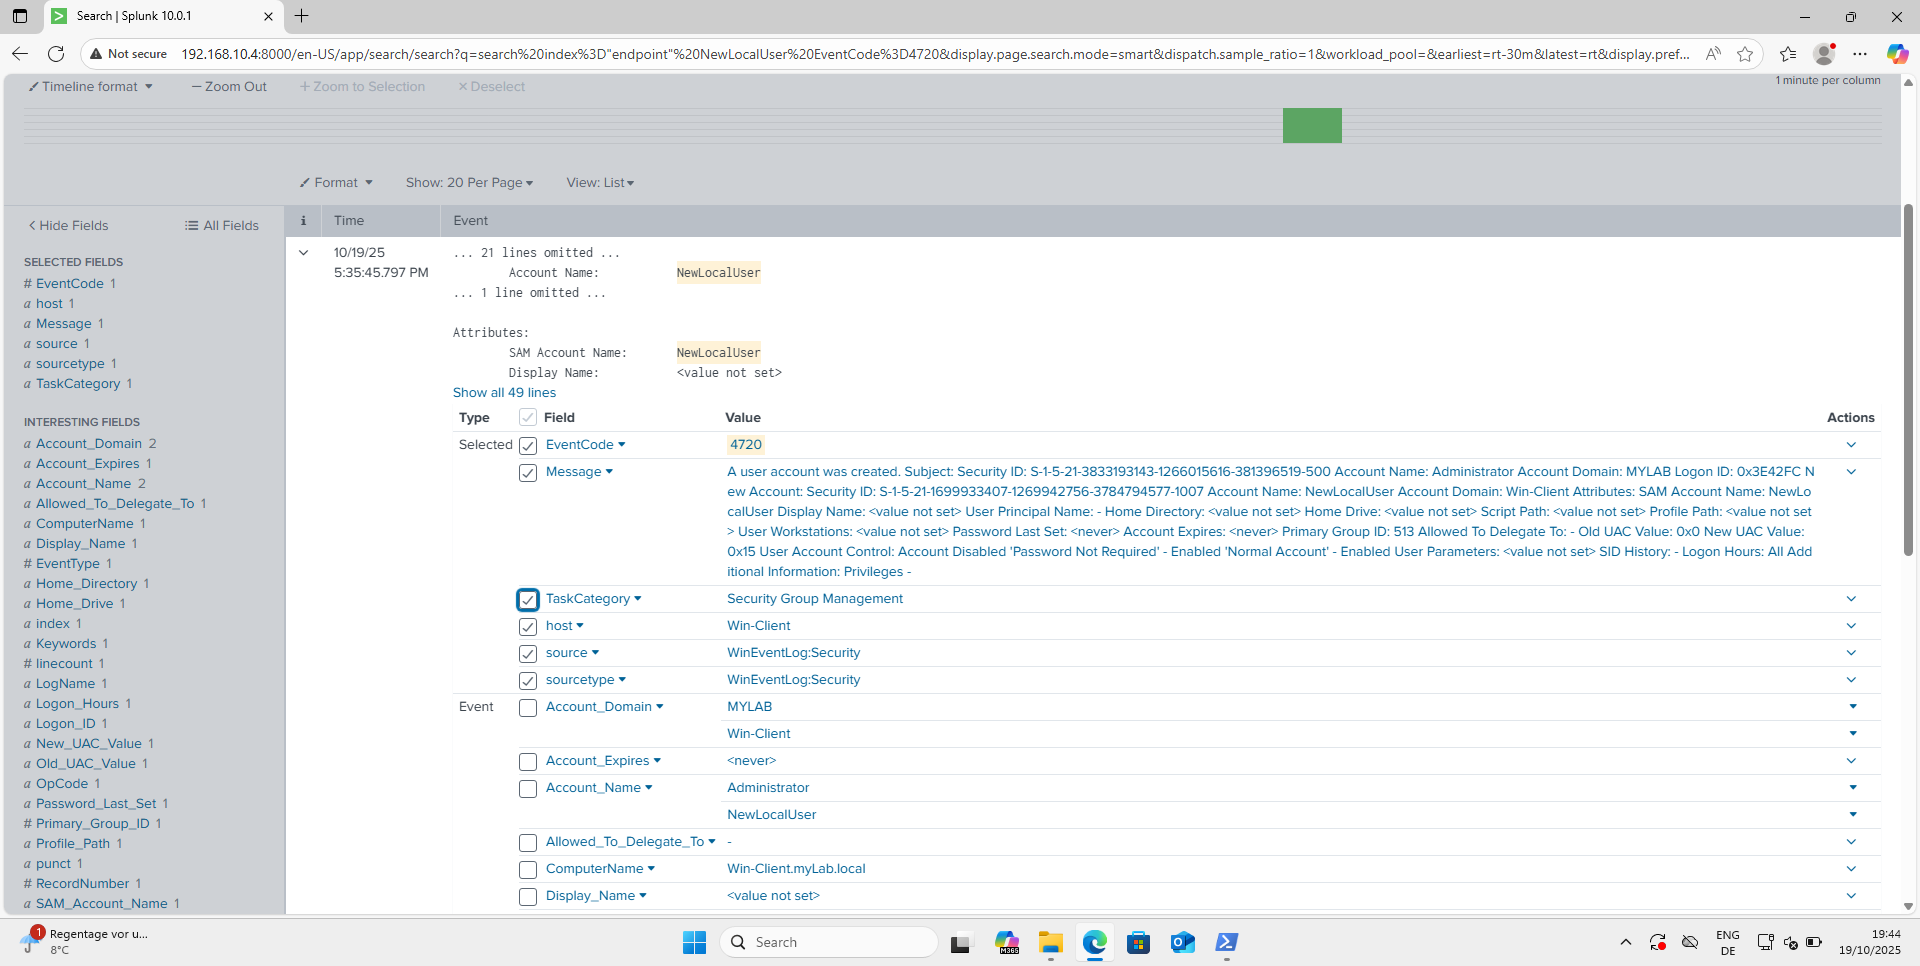 Search | Splunk 10.0.1
Not secure
192.168.10.4:8000/en-US/app/search/search?q=search%20index%3D"endpoint"%20NewLocalUser%20EventCode%3D4720&display.page.search.mode=smart&dispatch.sample_ratio=1&workload_pool=&earliest=rt-30m&latest=rt&display.pref...
Timeline format
Zoom Out
+ Zoom to Selection
× Deselect
1 minute per column
Format
Show: 20 Per Page
View: List
< Hide Fields
All Fields
i
Time
Event
SELECTED FIELDS
# EventCode 1
a host 1
a Message 1
a source 1
a sourcetype 1
a TaskCategory 1
INTERESTING FIELDS
a Account_Domain 2
a Account_Expires 1
a Account_Name 2
a Allowed_To_Delegate_To 1
a ComputerName 1
a Display_Name 1
# EventType 1
a Home_Directory 1
a Home_Drive 1
a index 1
a Keywords 1
# linecount 1
a LogName 1
a Logon_Hours 1
a Logon_ID 1
a New_UAC_Value 1
a Old_UAC_Value 1
a OpCode 1
a Password_Last_Set 1
# Primary_Group_ID 1
a Profile_Path 1
a punct 1
# RecordNumber 1
a SAM_Account_Name 1
10/19/25
5:35:45.797 PM
... 21 lines omitted ...
Account Name: NewLocalUser
... 1 line omitted ...
Attributes:
SAM Account Name: NewLocalUser
Display Name: <value not set>
Show all 49 lines
Type Field Value Actions
Selected EventCode 4720
Message A user account was created. Subject: Security ID: S-1-5-21-3833193143-1266015616-381396519-500 Account Name: Administrator Account Domain: MYLAB Logon ID: 0x3E42FC N
ew Account: Security ID: S-1-5-21-1699933407-1269942756-3784794577-1007 Account Name: NewLocalUser Account Domain: Win-Client Attributes: SAM Account Name: NewLo
calUser Display Name: <value not set> User Principal Name: - Home Directory: <value not set> Home Drive: <value not set> Script Path: <value not set> Profile Path: <value not set
> User Workstations: <value not set> Password Last Set: <never> Account Expires: <never> Primary Group ID: 513 Allowed To Delegate To: - Old UAC Value: 0x0 New UAC Value:
0x15 User Account Control: Account Disabled 'Password Not Required' - Enabled 'Normal Account' - Enabled User Parameters: <value not set> SID History: - Logon Hours: All Add
itional Information: Privileges -
TaskCategory Security Group Management
host Win-Client
source WinEventLog:Security
sourcetype WinEventLog:Security
Event Account_Domain MYLAB
Win-Client
Account_Expires <never>
Account_Name Administrator
NewLocalUser
Allowed_To_Delegate_To -
ComputerName Win-Client.myLab.local
Display_Name <value not set>
1
Regentage vor u...
8°C
Search
M365
ENG
DE
19:44
19/10/2025